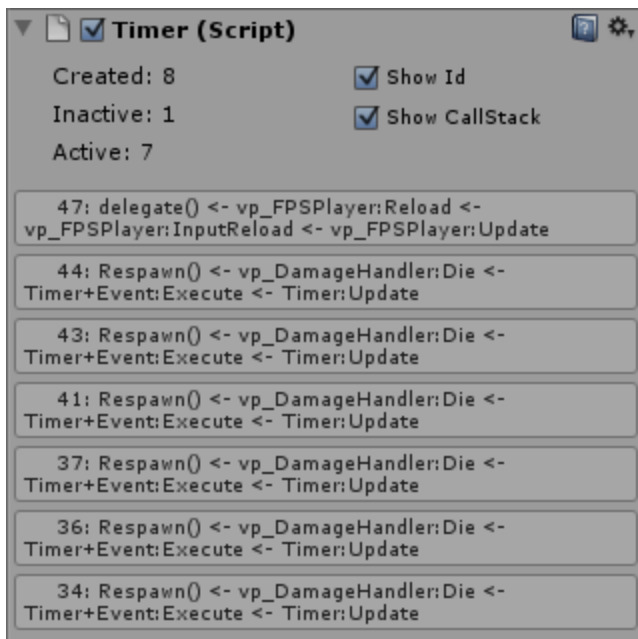 Timer (Script)
Created: 8
Show Id
Inactive: 1
Show CallStack
Active: 7
47: delegate() <- vp_FPSPlayer:Reload <-
vp_FPSPlayer:InputReload <- vp_FPSPlayer:Update
44: Respawn() <- vp_DamageHandler:Die <-
Timer+Event:Execute <- Timer:Update
43: Respawn() <- vp_DamageHandler:Die <-
Timer+Event:Execute <- Timer:Update
41: Respawn() <- vp_DamageHandler:Die <-
Timer+Event:Execute <- Timer:Update
37: Respawn() <- vp_DamageHandler:Die <-
Timer+Event:Execute <- Timer:Update
36: Respawn() <- vp_DamageHandler:Die <-
Timer+Event:Execute <- Timer:Update
34: Respawn() <- vp_DamageHandler:Die <-
Timer+Event:Execute <- Timer:Update